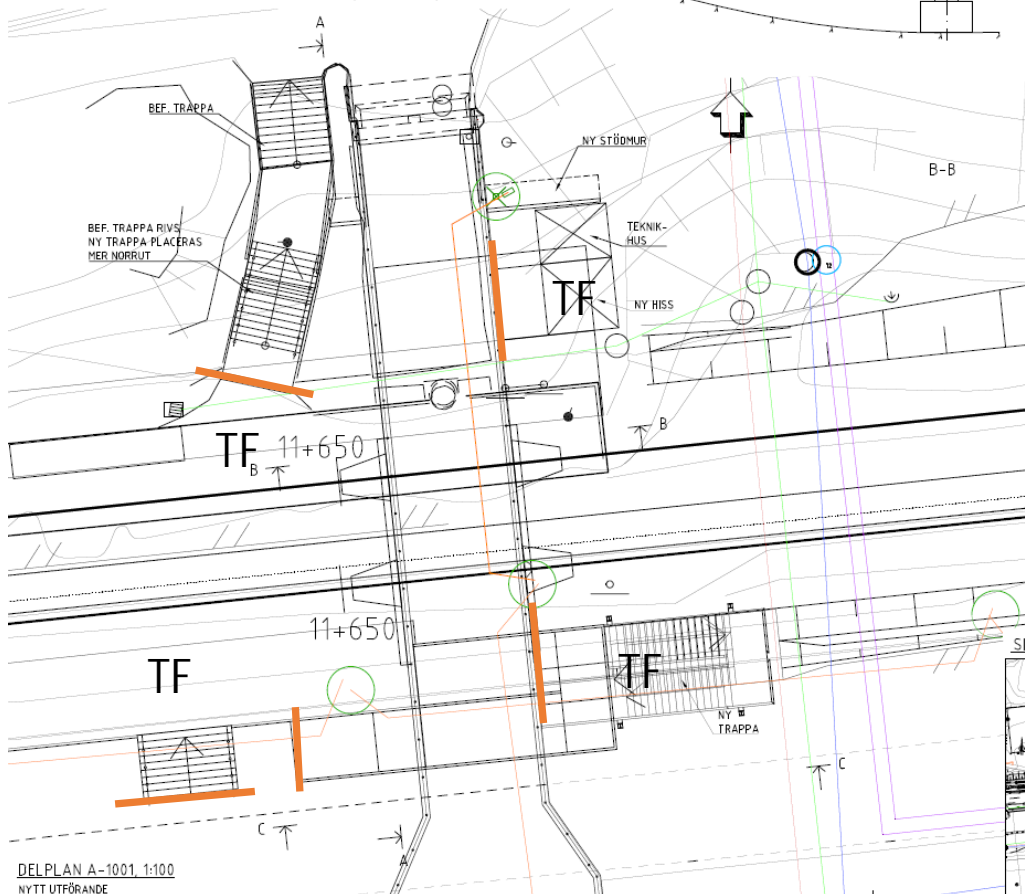 A
BEF. TRAPPA
NY STÖDMUR
B-B
BEF. TRAPPA RIVS
NY TRAPPA PLACERAS
MER NORRUT
TEKNIK-
HUS
TF
NY HISS
B
TF
11+650
B
11+650
TF
TF
NY
TRAPPA
C
C
A
DELPLAN A-1001, 1:100
NYTT UTFÖRANDE